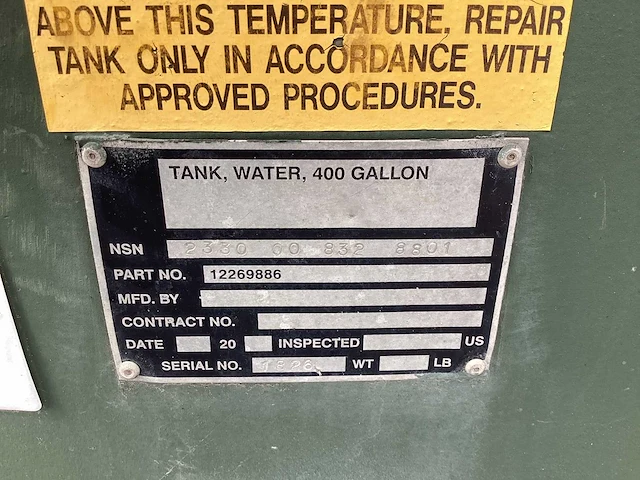 ABOVE THIS TEMPERATURE, REPAIR
TANK ONLY IN ACCORDANCE WITH
APPROVED PROCEDURES.
TANK, WATER, 400 GALLON
NSN 2330 00 832 8801
PART NO. 12269886
MFD. BY
CONTRACT NO.
DATE 20 INSPECTED US
SERIAL NO. WT LB